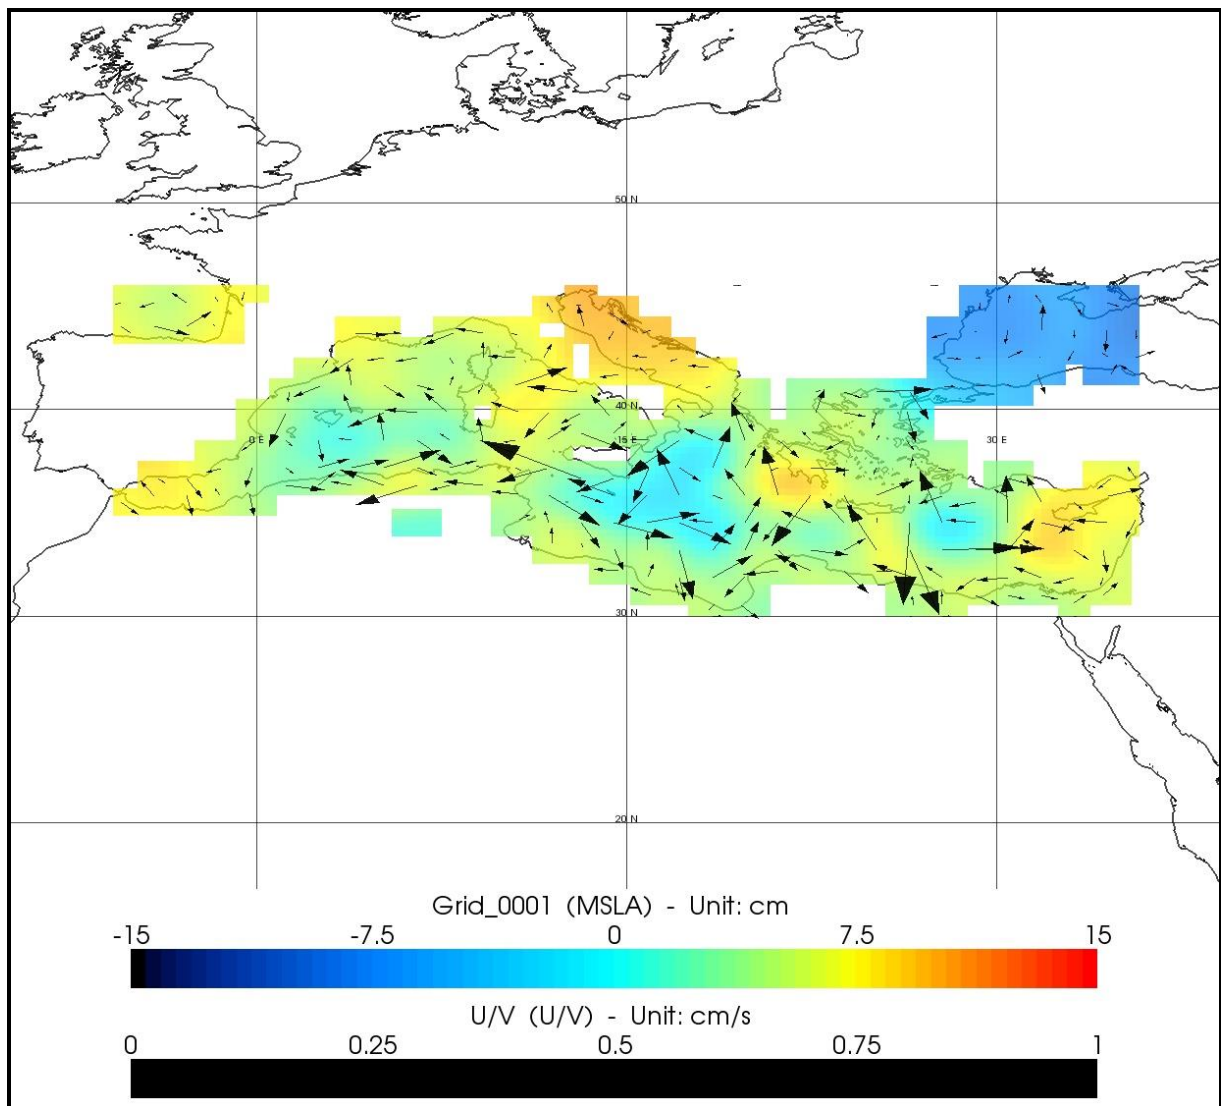 50 N
40 N
0 E
15 E
30 E
30 N
20 N
Grid_0001 (MSLA) - Unit: cm
-15 -7.5 0 7.5 15
U/V (U/V) - Unit: cm/s
0 0.25 0.5 0.75 1